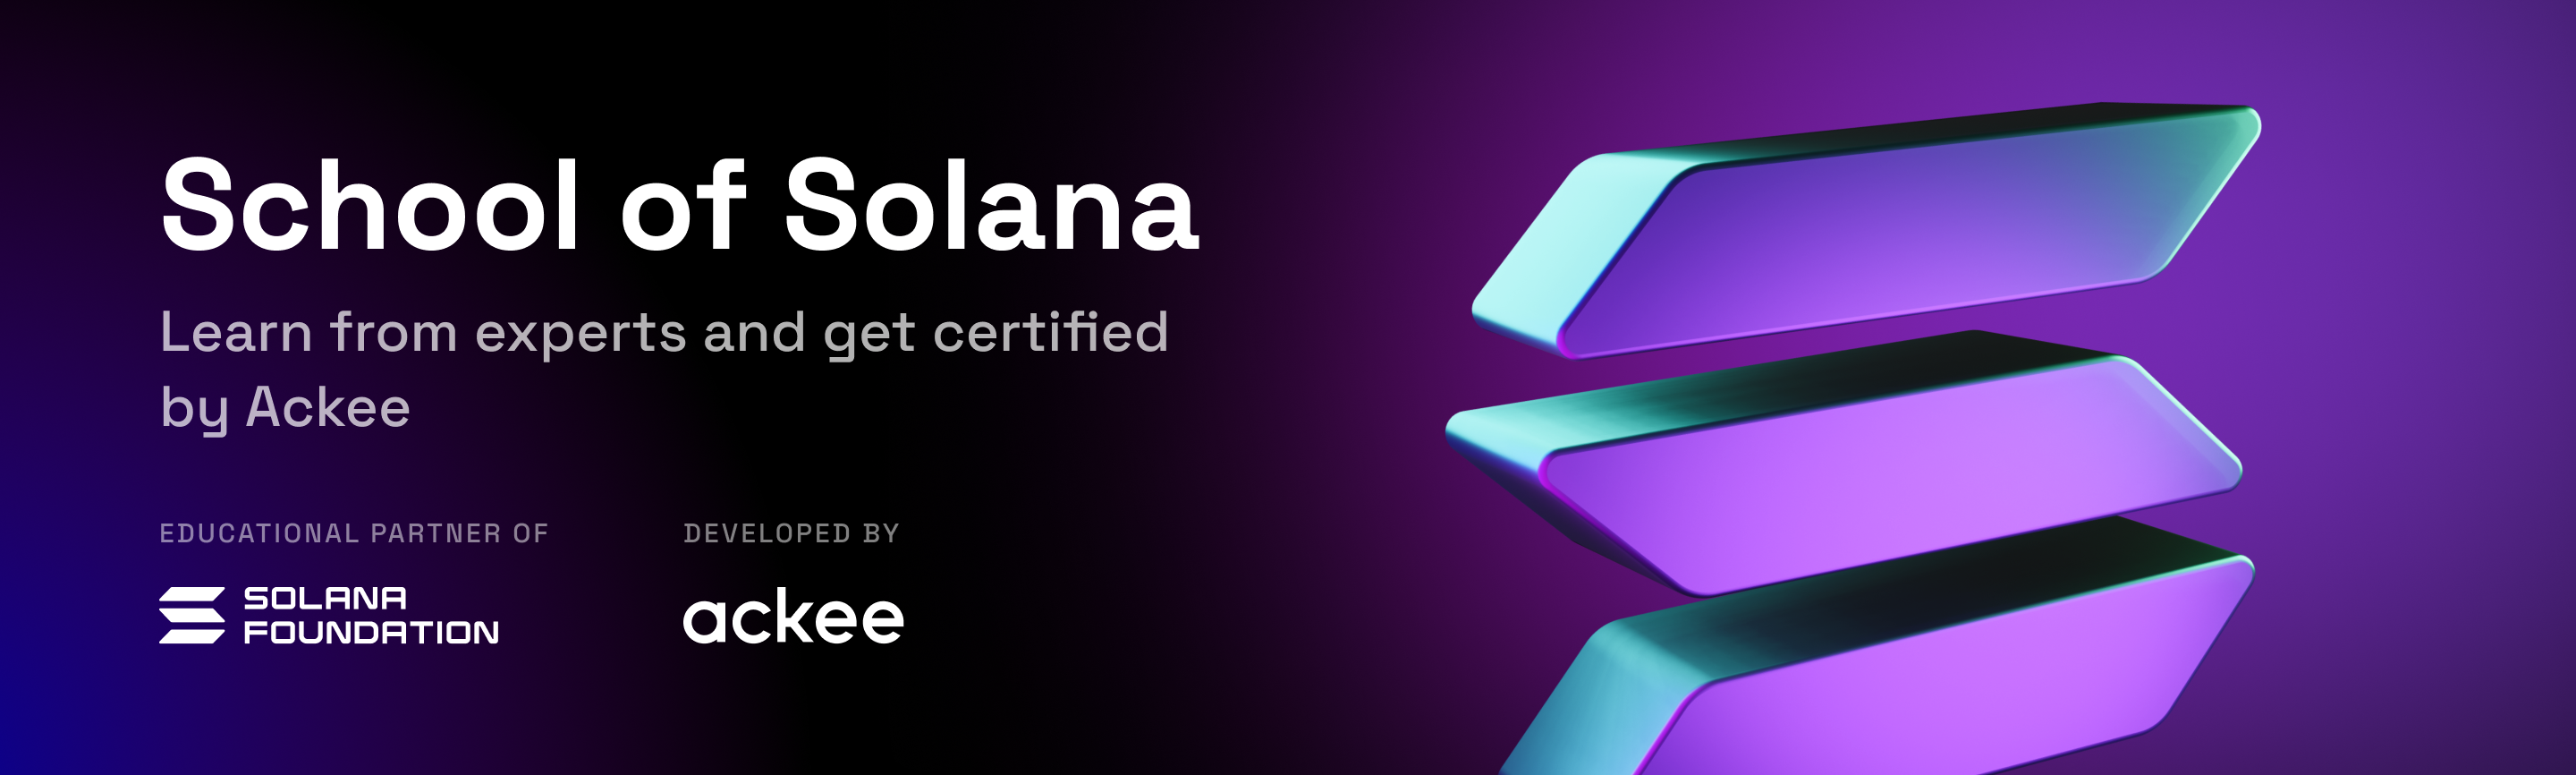 School of Solana
Learn from experts and get certified
by Ackee
EDUCATIONAL PARTNER OF
SOLANA
FOUNDATION
DEVELOPED BY
ackee